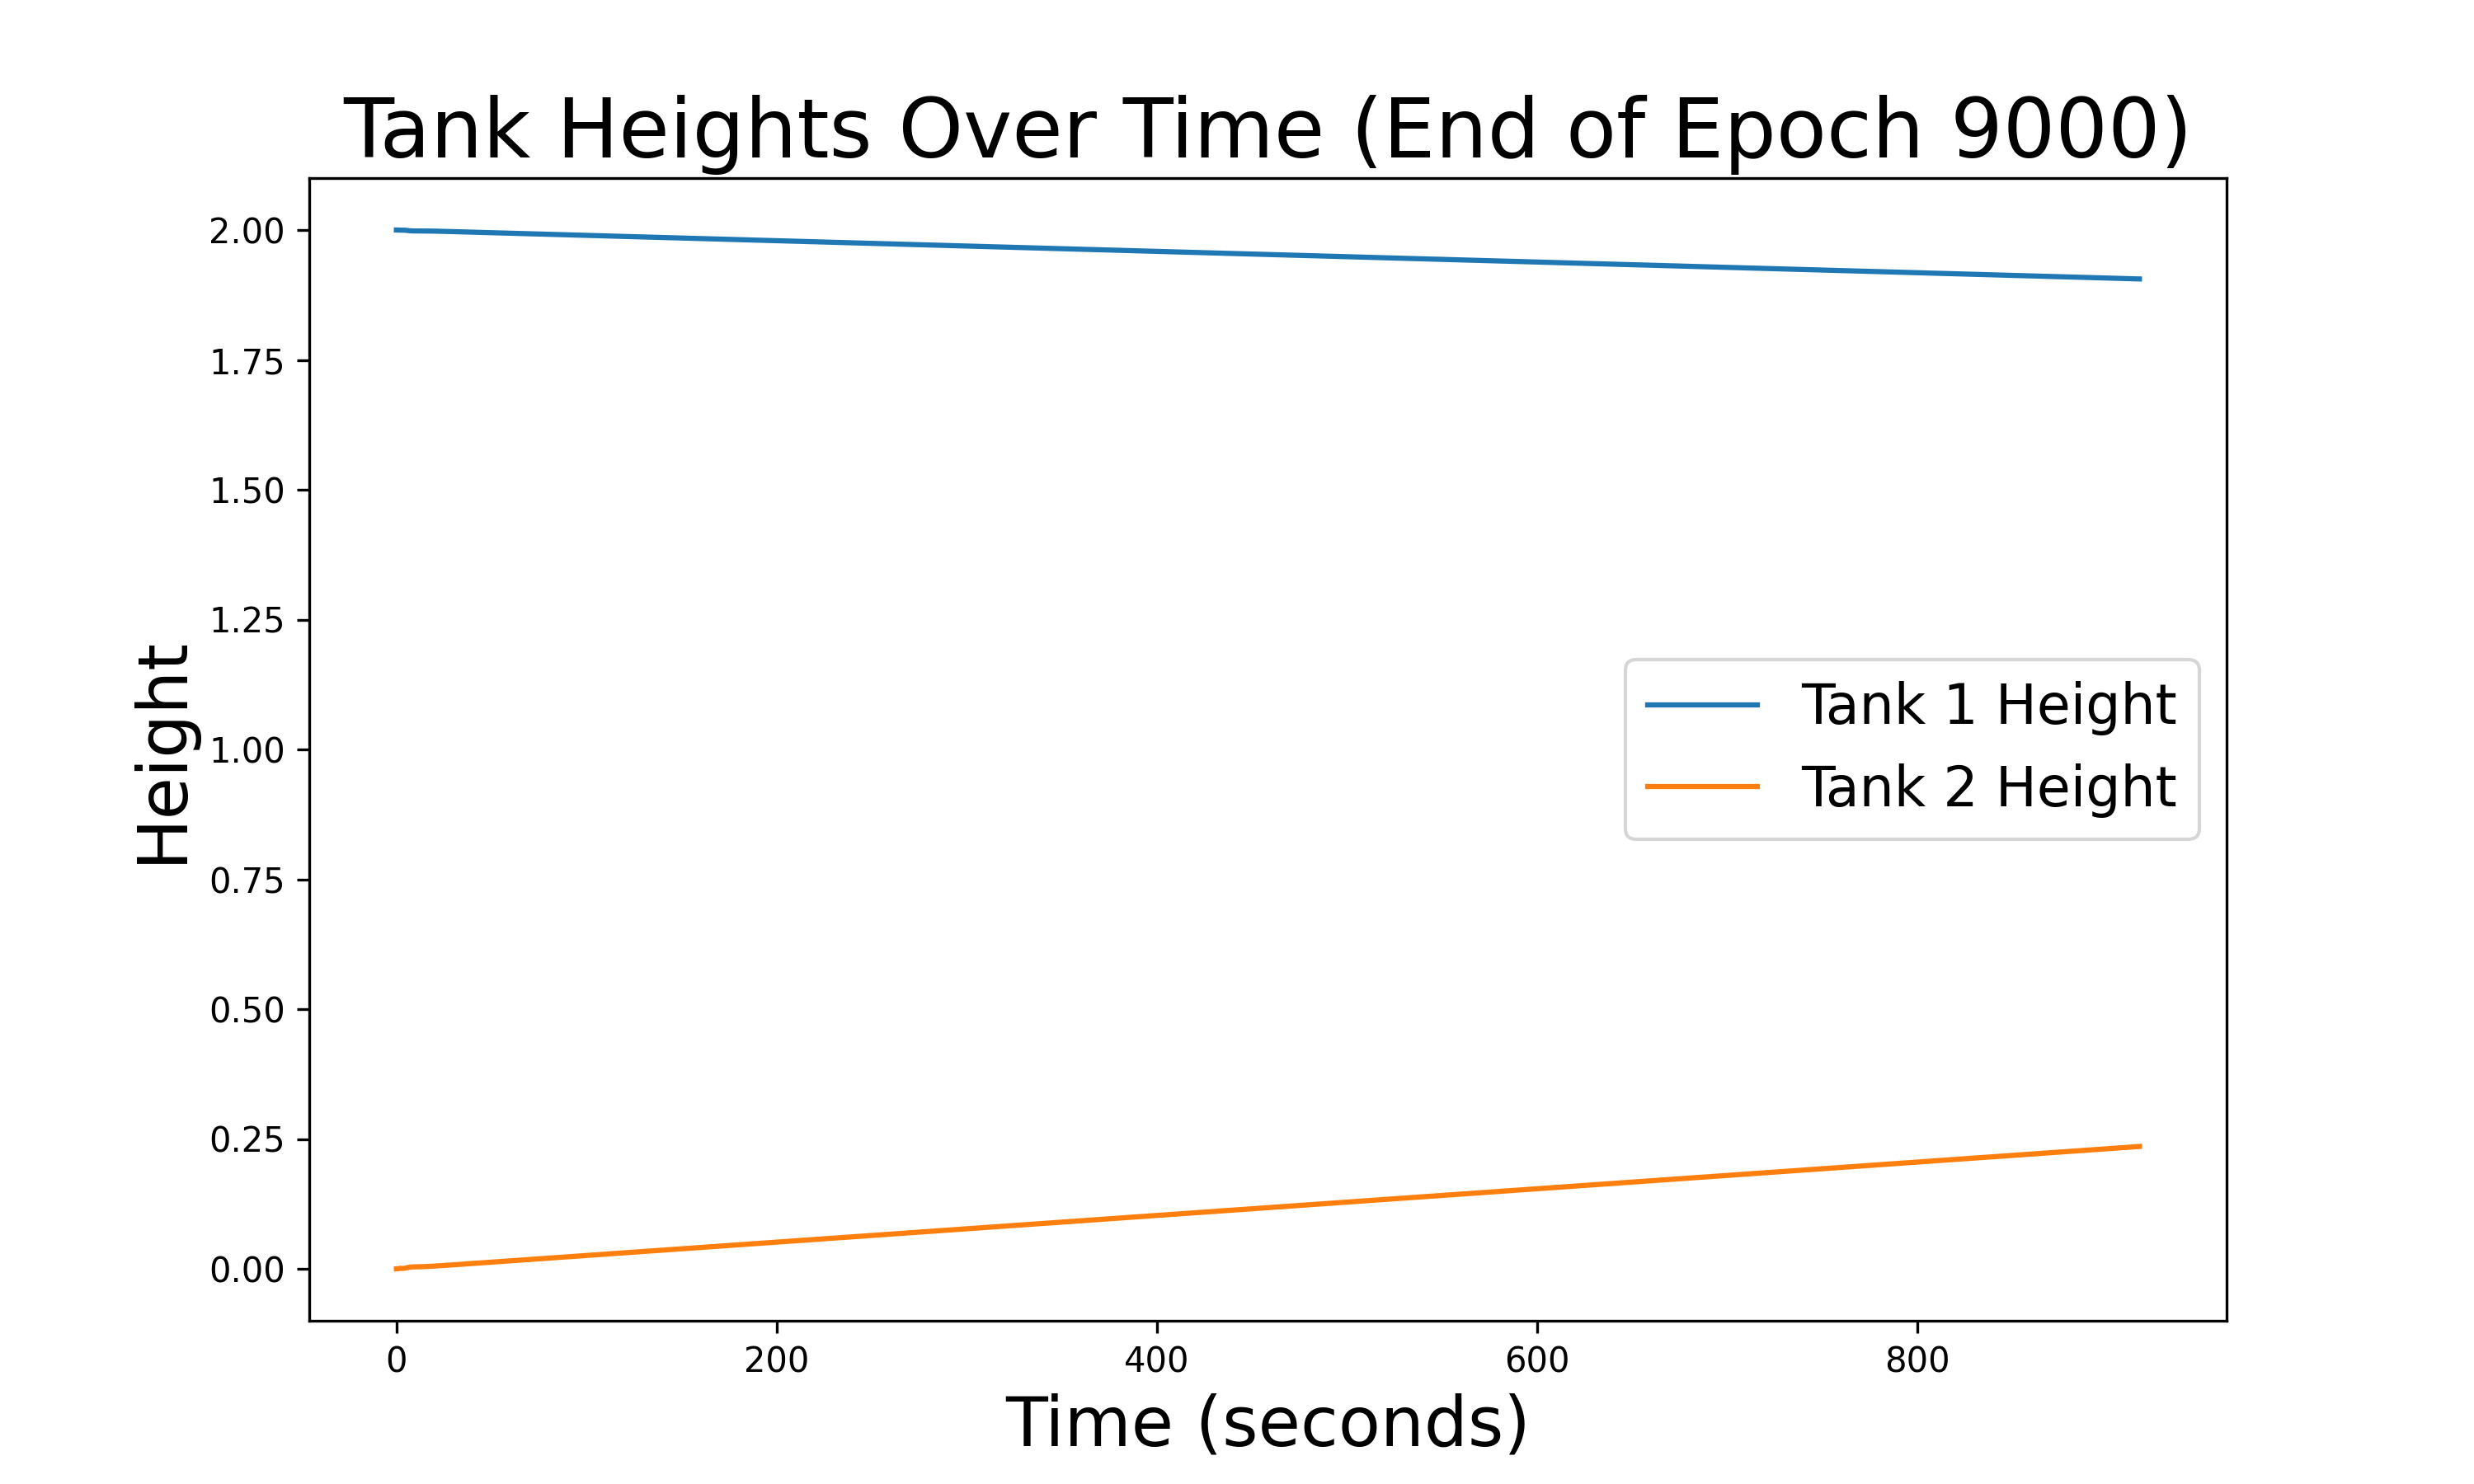 Tank Heights Over Time (End of Epoch 9000)
2.00
1.75
1.50
1.25
1.00
0.75
0.50
0.25
0.00
Height
Tank 1 Height
Tank 2 Height
0 200 400 600 800
Time (seconds)